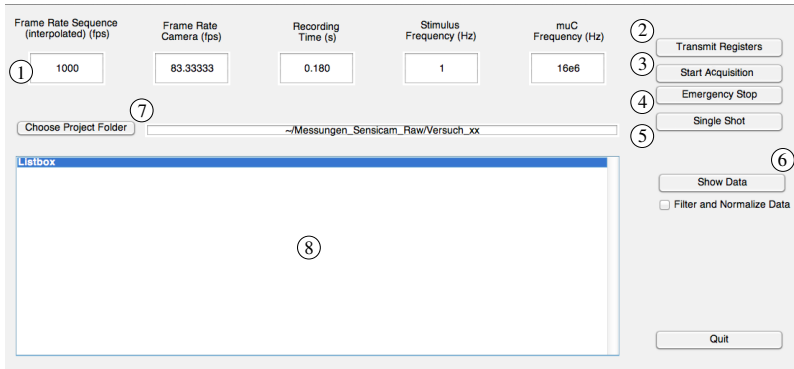 Frame Rate Sequence
(interpolated) (fps)
Frame Rate
Camera (fps)
Recording
Time (s)
Stimulus
Frequency (Hz)
muC
Frequency (Hz)
1
1000
83.33333
0.180
1
16e6
2
Transmit Registers
3
Start Acquisition
4
Emergency Stop
5
Single Shot
7
Choose Project Folder
~/Messungen_Sensicam_Raw/Versuch_xx
6
Show Data
Filter and Normalize Data
Listbox
8
Quit